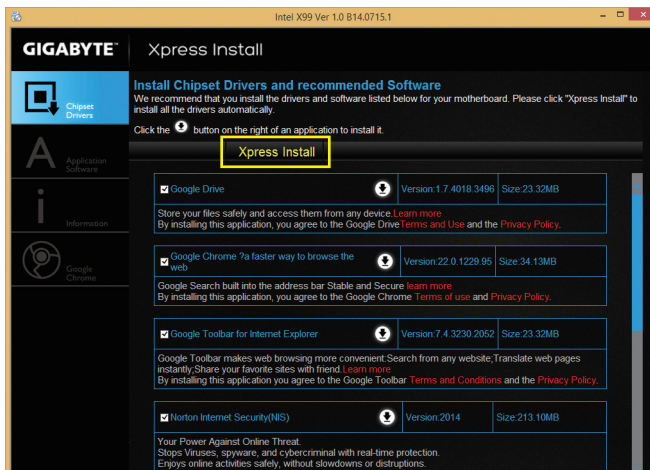 Intel X99 Ver 1.0 B14.0715.1
GIGABYTE™
Xpress Install
Chipset
Drivers
Application
Software
Information
Google
Chrome
Install Chipset Drivers and recommended Software
We recommend that you install the drivers and software listed below for your motherboard. Please click "Xpress Install" to
install all the drivers automatically.
Click the button on the right of an application to install it.
Xpress Install
Google Drive Version:1.7.4018.3496 Size:23.32MB
Store your files safely and access them from any device.Learn more
By installing this application, you agree to the Google DriveTerms and Use and the Privacy Policy.
Google Chrome ?a faster way to browse the
web Version:22.0.1229.95 Size:34.13MB
Google Search built into the address bar Stable and Secure learn more
By installing this application, you agree to the Google Chrome Terms of use and Privacy Policy.
Google Toolbar for Internet Explorer Version:7.4.3230.2052 Size:23.32MB
Google Toolbar makes web browsing more convenient:Search from any website;Translate web pages
instantly;Share your favorite sites with friend.Learn more
By installing this application you agree to the Google Toolbar Terms and Conditions and the Privacy Policy.
Norton Internet Security(NIS) Version:2014 Size:213.10MB
Your Power Against Online Threat.
Stops Viruses, spyware, and cybercriminal with real-time protection.
Enjoys online activities safely, without slowdowns or distruptions.